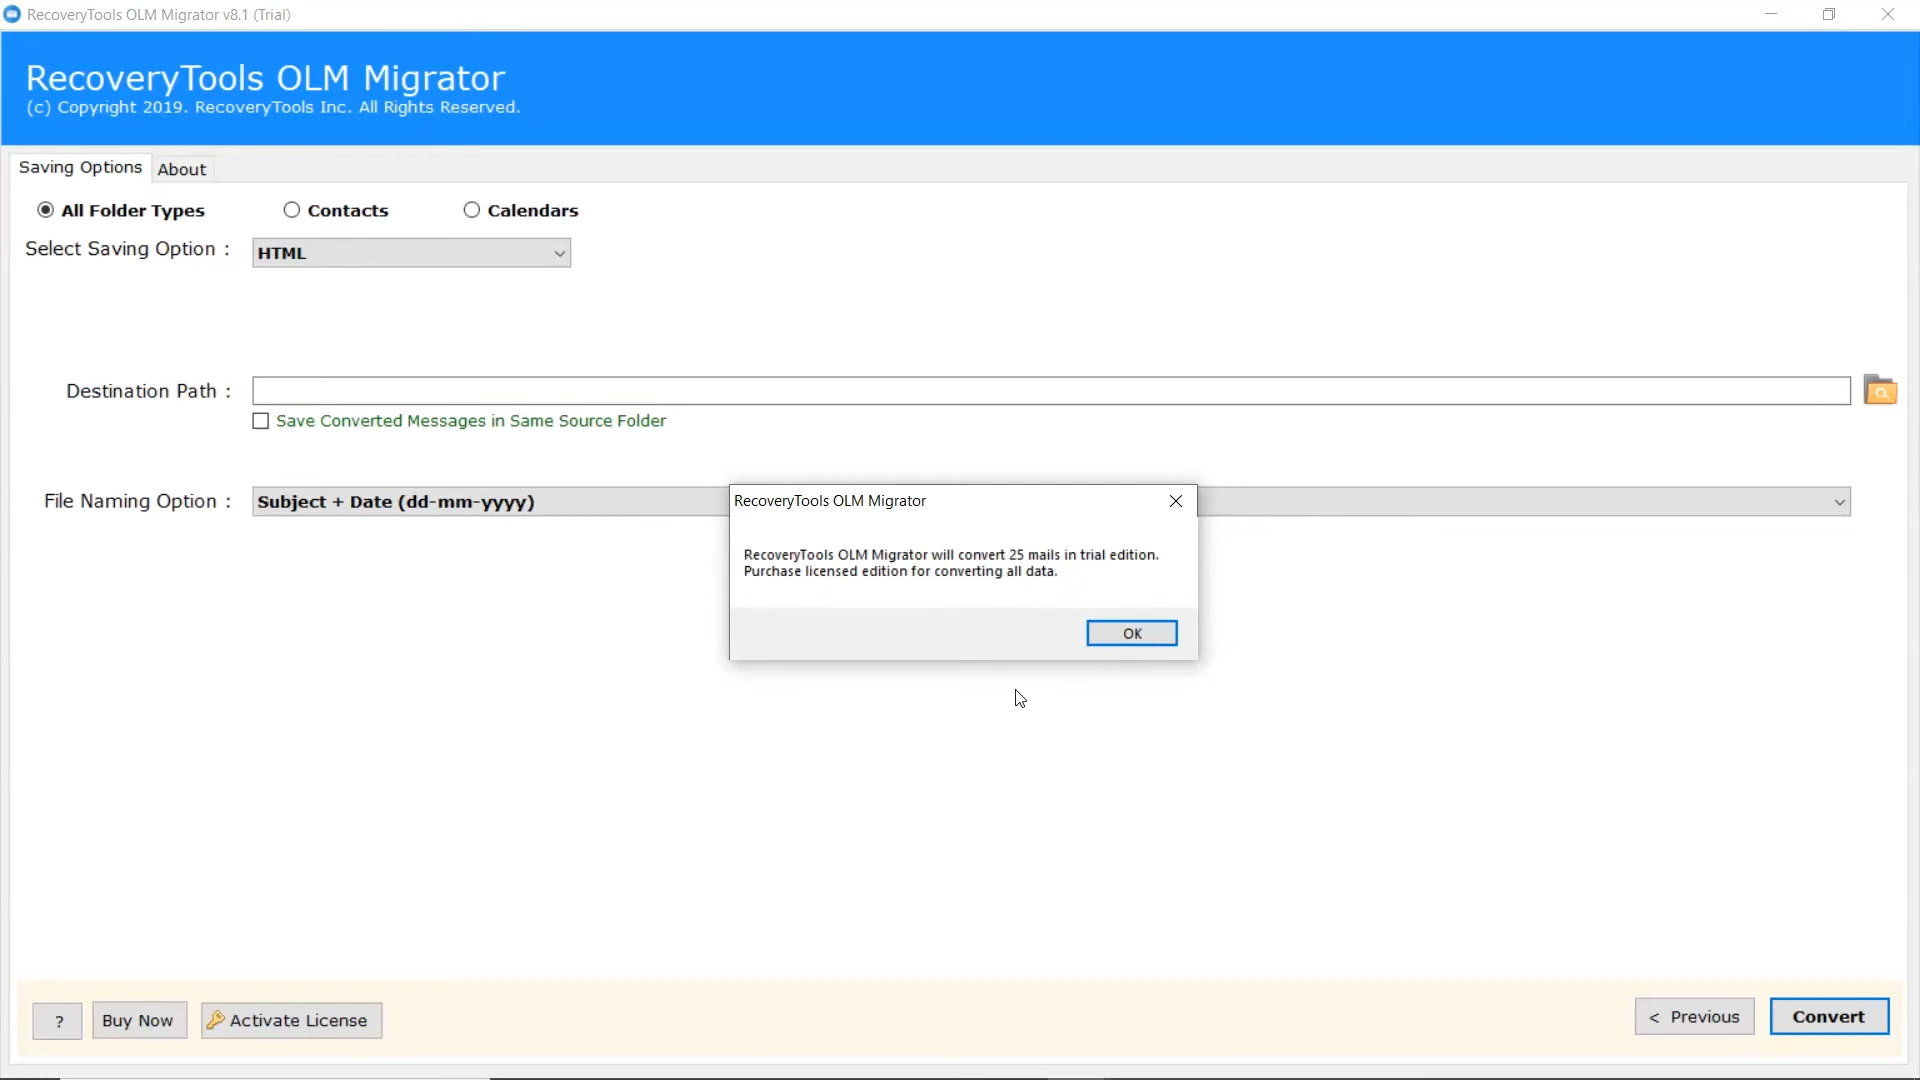 RecoveryTools OLM Migrator v8.1 (Trial)
RecoveryTools OLM Migrator
(c) Copyright 2019. RecoveryTools Inc. All Rights Reserved.
Saving Options
About
All Folder Types
Contacts
Calendars
Select Saving Option :
HTML
Destination Path :
Save Converted Messages in Same Source Folder
File Naming Option :
Subject + Date (dd-mm-yyyy)
RecoveryTools OLM Migrator
RecoveryTools OLM Migrator will convert 25 mails in trial edition.
Purchase licensed edition for converting all data.
OK
?
Buy Now
Activate License
< Previous
Convert